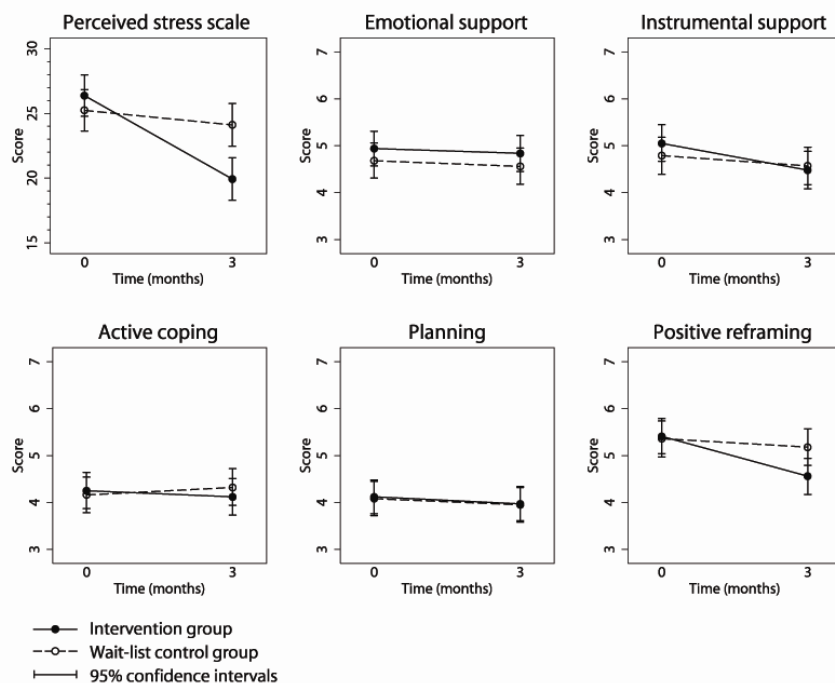 Perceived stress scale
Emotional support
Instrumental support
30
25
20
15
Score
0
3
Time (months)
7
6
5
4
3
Score
0
3
Time (months)
7
6
5
4
3
Score
0
3
Time (months)
Active coping
Planning
Positive reframing
7
6
5
4
3
Score
0
3
Time (months)
7
6
5
4
3
Score
0
3
Time (months)
7
6
5
4
3
Score
0
3
Time (months)
Intervention group
Wait-list control group
95% confidence intervals